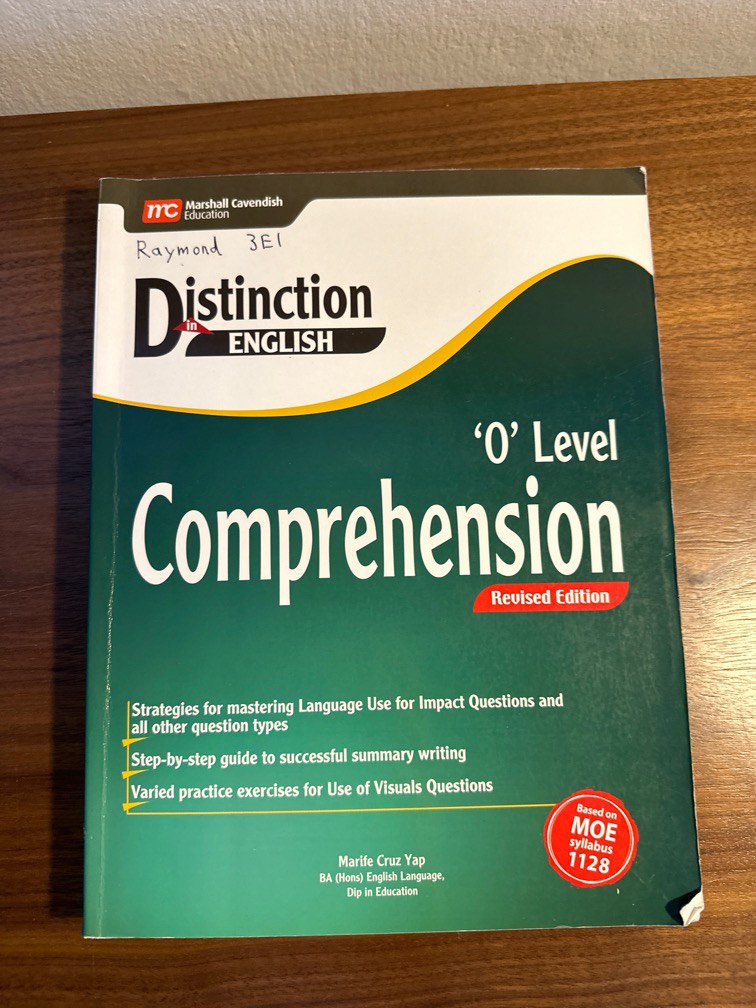 mc Marshall Cavendish
Education
Raymond 3E1
Distinction
in
ENGLISH
'O' Level
Comprehension
Revised Edition
Strategies for mastering Language Use for Impact Questions and
all other question types
Step-by-step guide to successful summary writing
Varied practice exercises for Use of Visuals Questions
Based on
MOE
syllabus
1128
Marife Cruz Yap
BA (Hons) English Language,
Dip in Education